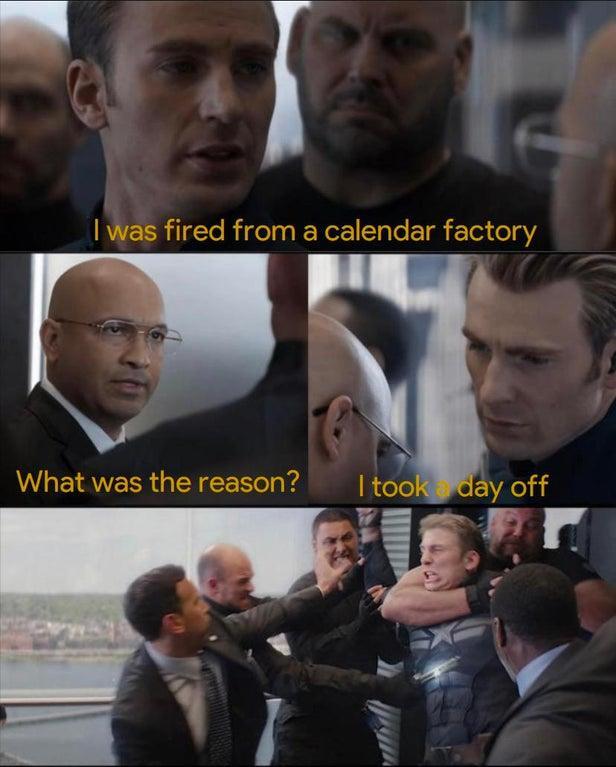 I was fired from a calendar factory
What was the reason?
I took a day off